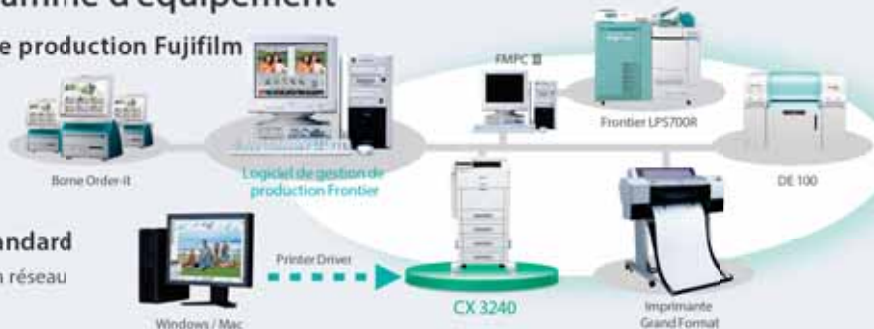 d'équipement
e production Fujifilm
FMPC III
Frontier LP5700R
Borne Order-it
Logiciel de gestion de
production Frontier
DE 100
andard
réseau
Printer Driver
CX 3240
Imprimante
Grand Format
Windows / Mac